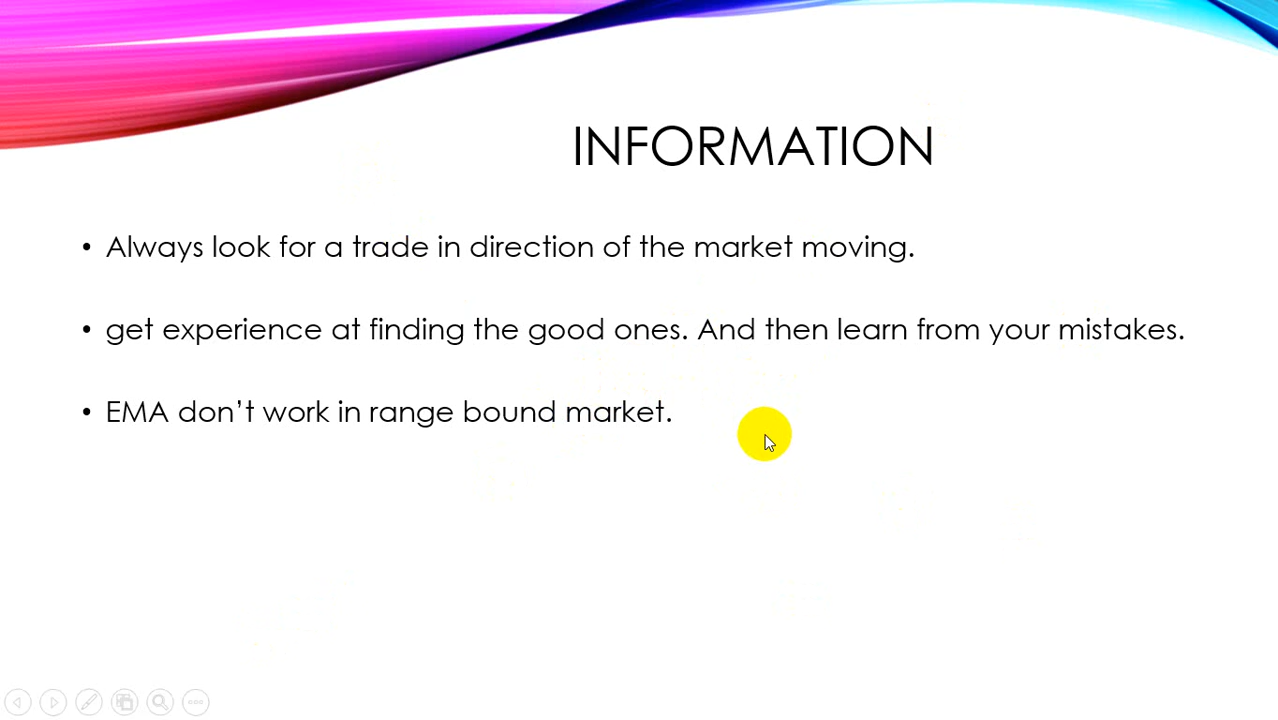 INFORMATION
• Always look for a trade in direction of the market moving.
• get experience at finding the good ones. And then learn from your mistakes.
• EMA don’t work in range bound market.